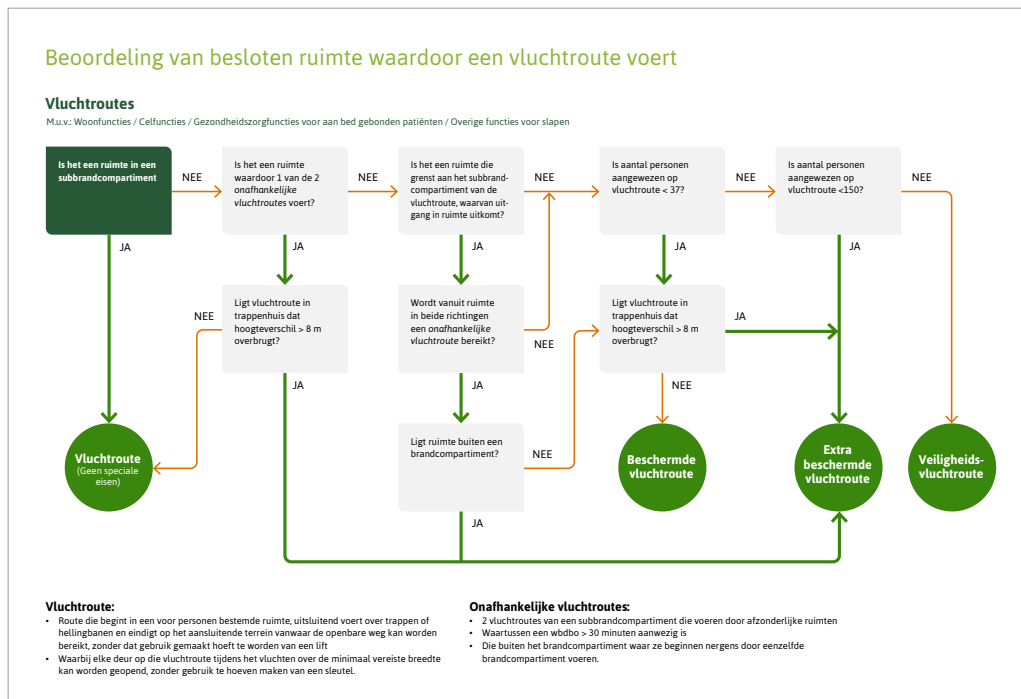 Beoordeling van besloten ruimte waardoor een vluchtroute voert
Vluchtroutes
M.u.v.: Woonfuncties / Celfuncties / Gezondheidszorgfuncties voor aan bed gebonden patiënten / Overige functies voor slapen
Is het een ruimte in een
subbrandcompartiment
NEE
Is het een ruimte
waardoor 1 van de 2
onafhankelijke
vluchtroutes voert?
NEE
Is het een ruimte die
grenst aan het subbrand-
compartiment van de
vluchtroute, waarvan uit-
gang in ruimte uitkomt?
NEE
Is aantal personen
aangewezen op
vluchtroute < 37?
NEE
Is aantal personen
aangewezen op
vluchtroute <150?
NEE
JA
JA
JA
JA
JA
NEE
Ligt vluchtroute in
trappenhuis dat
hoogteverschil > 8 m
overbrugt?
Wordt vanuit ruimte
in beide richtingen
een onafhankelijke
vluchtroute bereikt?
NEE
Ligt vluchtroute in
trappenhuis dat
hoogteverschil > 8 m
overbrugt?
JA
JA
JA
NEE
Ligt ruimte buiten een
brandcompartiment?
NEE
JA
Vluchtroute
(Geen speciale
eisen)
Beschermde
vluchtroute
Extra
beschermde
vluchtroute
Veiligheids-
vluchtroute
Vluchtroute:
• Route die begint in een voor personen bestemde ruimte, uitsluitend voert over trappen of
hellingbanen en eindigt op het aansluitende terrein vanwaar de openbare weg kan worden
bereikt, zonder dat gebruik gemaakt hoeft te worden van een lift
• Waarbij elke deur op die vluchtroute tijdens het vluchten over de minimaal vereiste breedte
kan worden geopend, zonder gebruik te hoeven maken van een sleutel.
Onafhankelijke vluchtroutes:
• 2 vluchtroutes van een subbrandcompartiment die voeren door afzonderlijke ruimten
• Waartussen een wbdbo > 30 minuten aanwezig is
• Die buiten het brandcompartiment waar ze beginnen nergens door eenzelfde
brandcompartiment voeren.